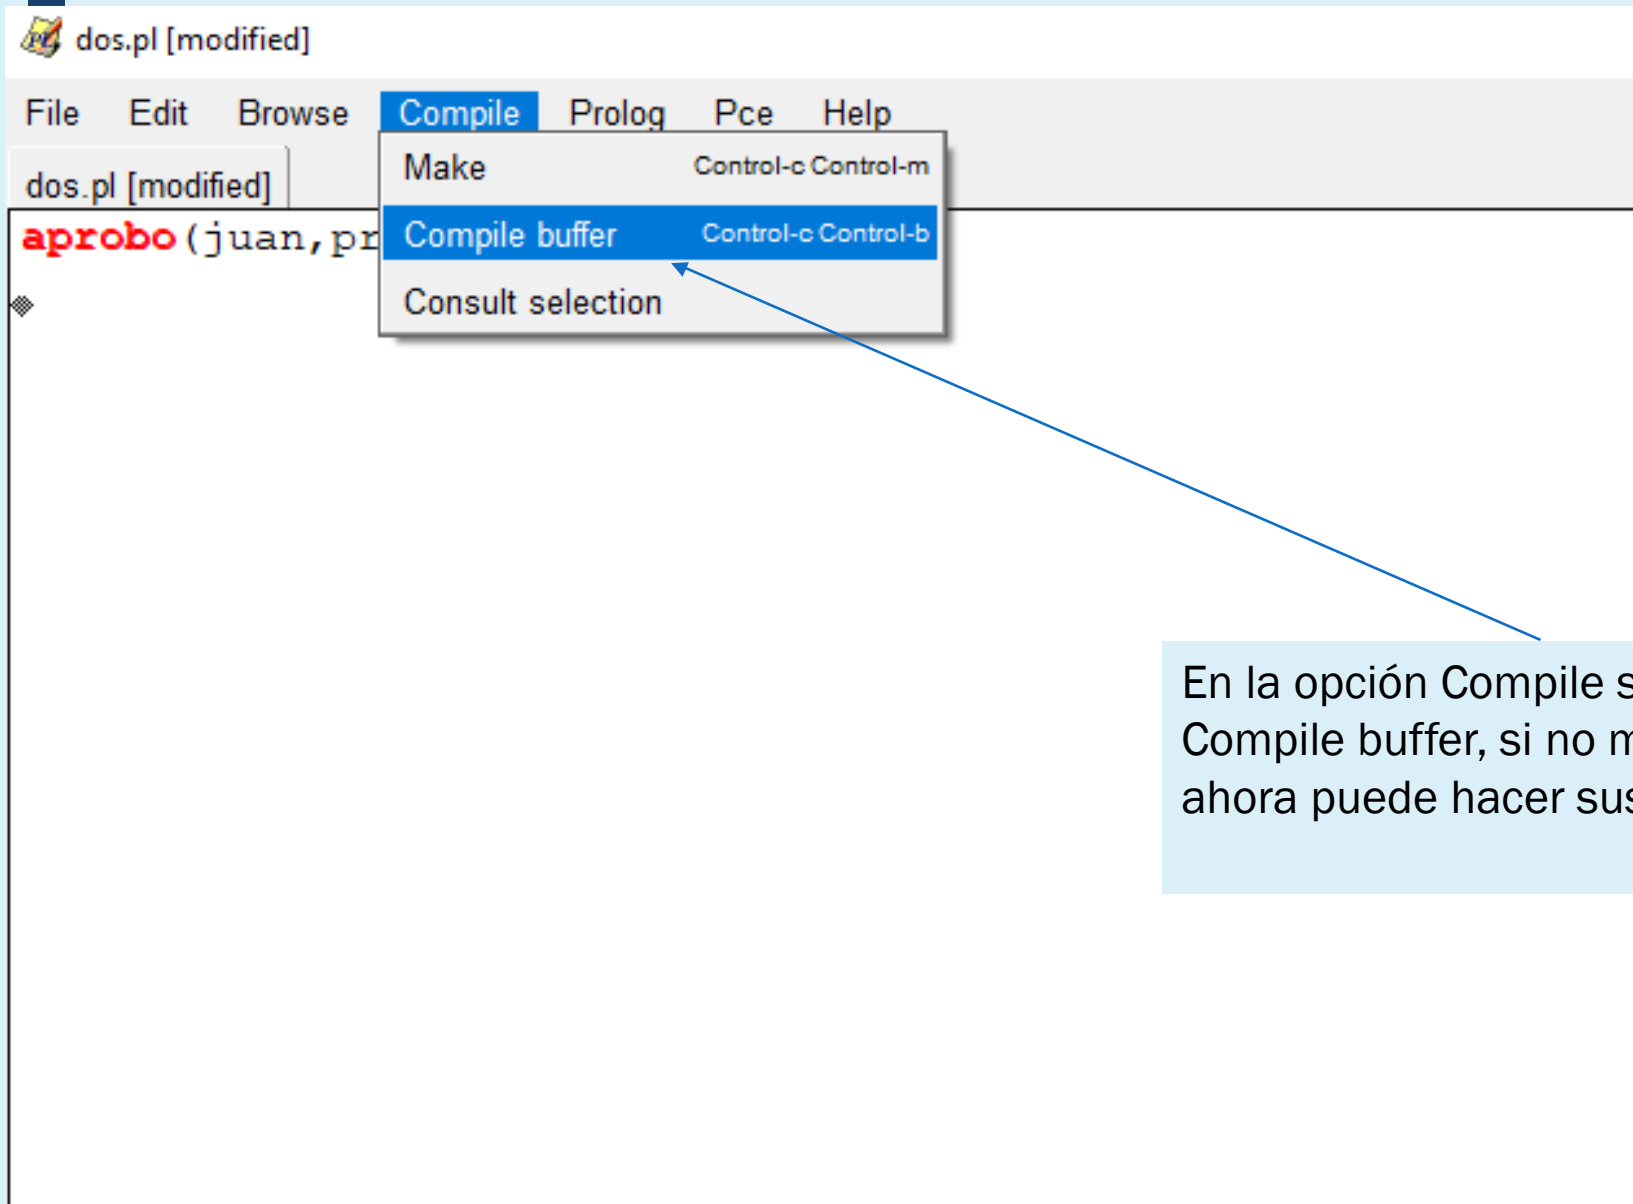 dos.pl [modified]
File Edit Browse Compile Prolog Pce Help
dos.pl [modified]
Make Control-c Control-m
Compile buffer Control-c Control-b
Consult selection
aprobo(juan,pr
En la opción Compile s
Compile buffer, si no m
ahora puede hacer sus